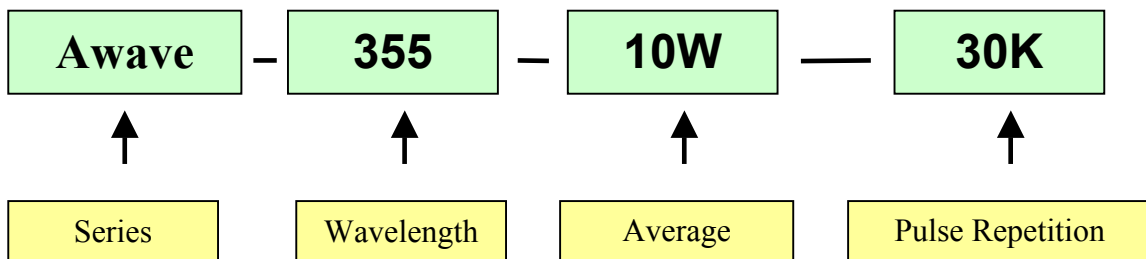 Awave – 355 – 10W — 30K
Series Wavelength Average Pulse Repetition